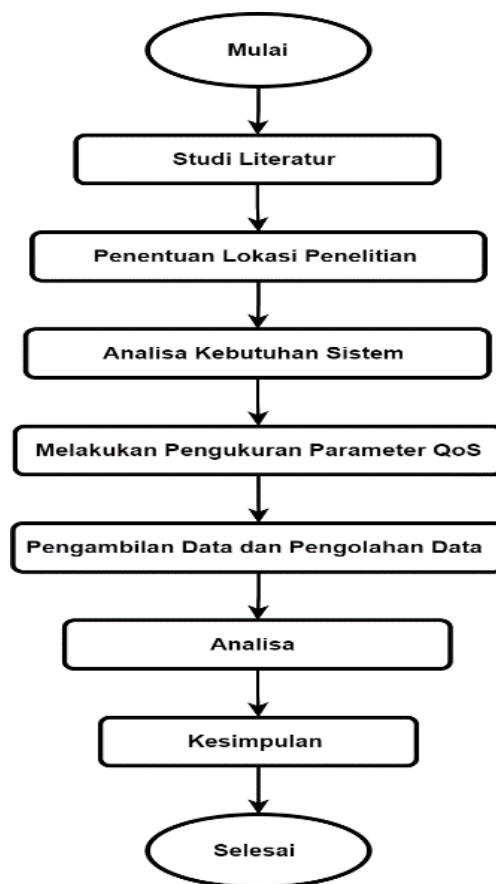 Mulai
Studi Literatur
Penentuan Lokasi Penelitian
Analisa Kebutuhan Sistem
Melakukan Pengukuran Parameter QoS
Pengambilan Data dan Pengolahan Data
Analisa
Kesimpulan
Selesai